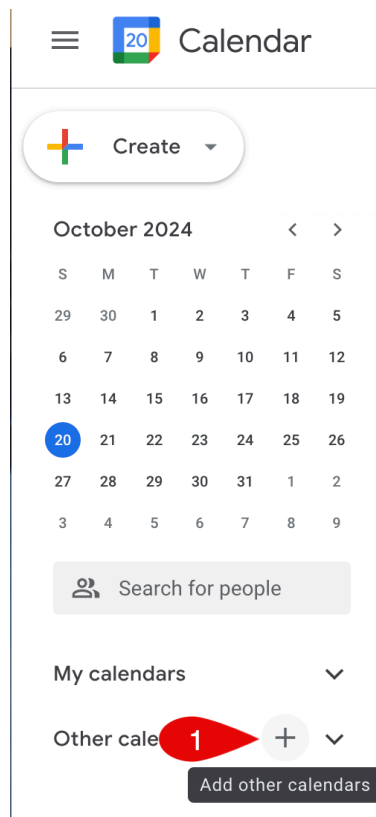 20 Calendar
Create
October 2024
S M T W T F S
29 30 1 2 3 4 5
6 7 8 9 10 11 12
13 14 15 16 17 18 19
20 21 22 23 24 25 26
27 28 29 30 31 1 2
3 4 5 6 7 8 9
Search for people
My calendars
Other cale 1
Add other calendars